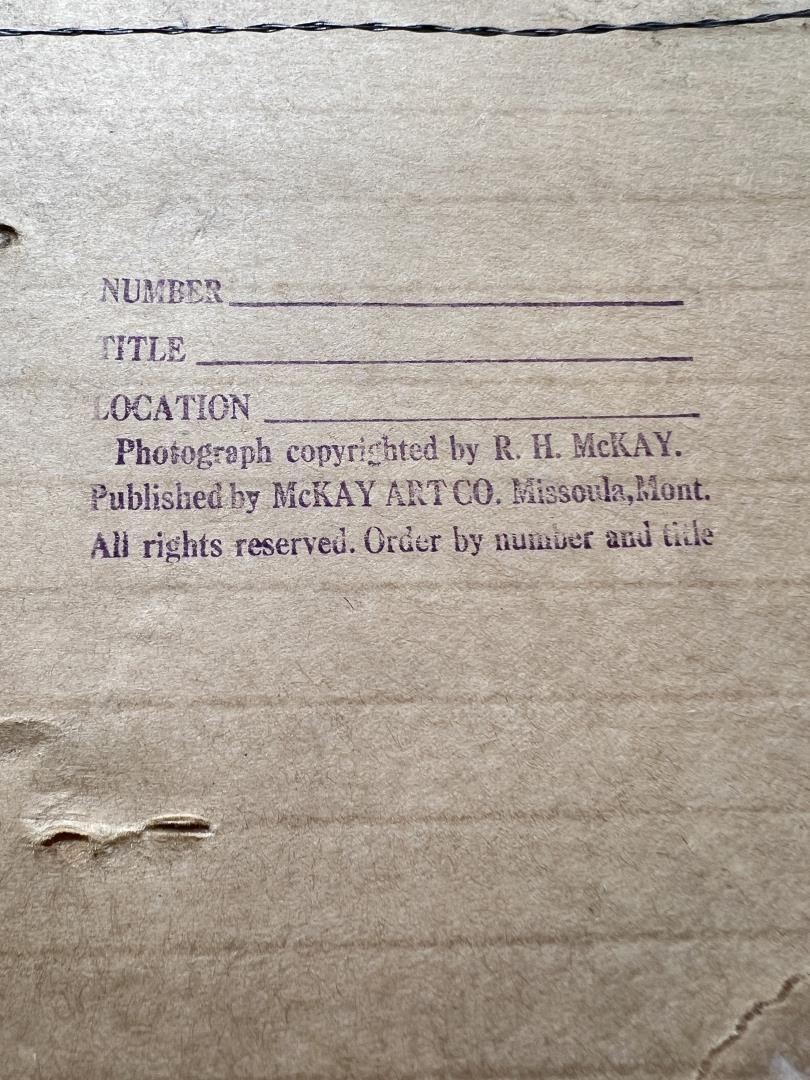 NUMBER
TITLE
LOCATION
Photograph copyrighted by R. H. McKAY.
Published by McKAY ART CO. Missoula, Mont.
All rights reserved. Order by number and title